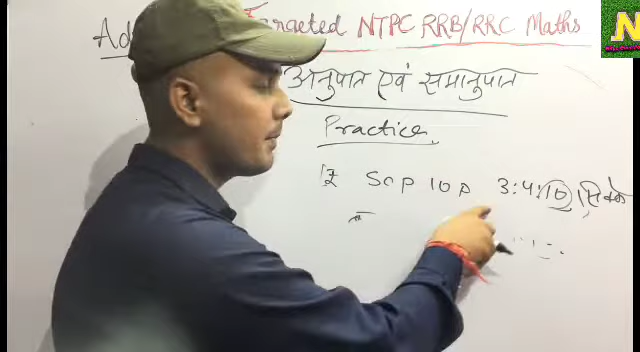 Targeted NTPC RRB/RRC Maths
अनुपात एवं समानुपात
Practice
50P 10P 3:4:10 सिक्के
N